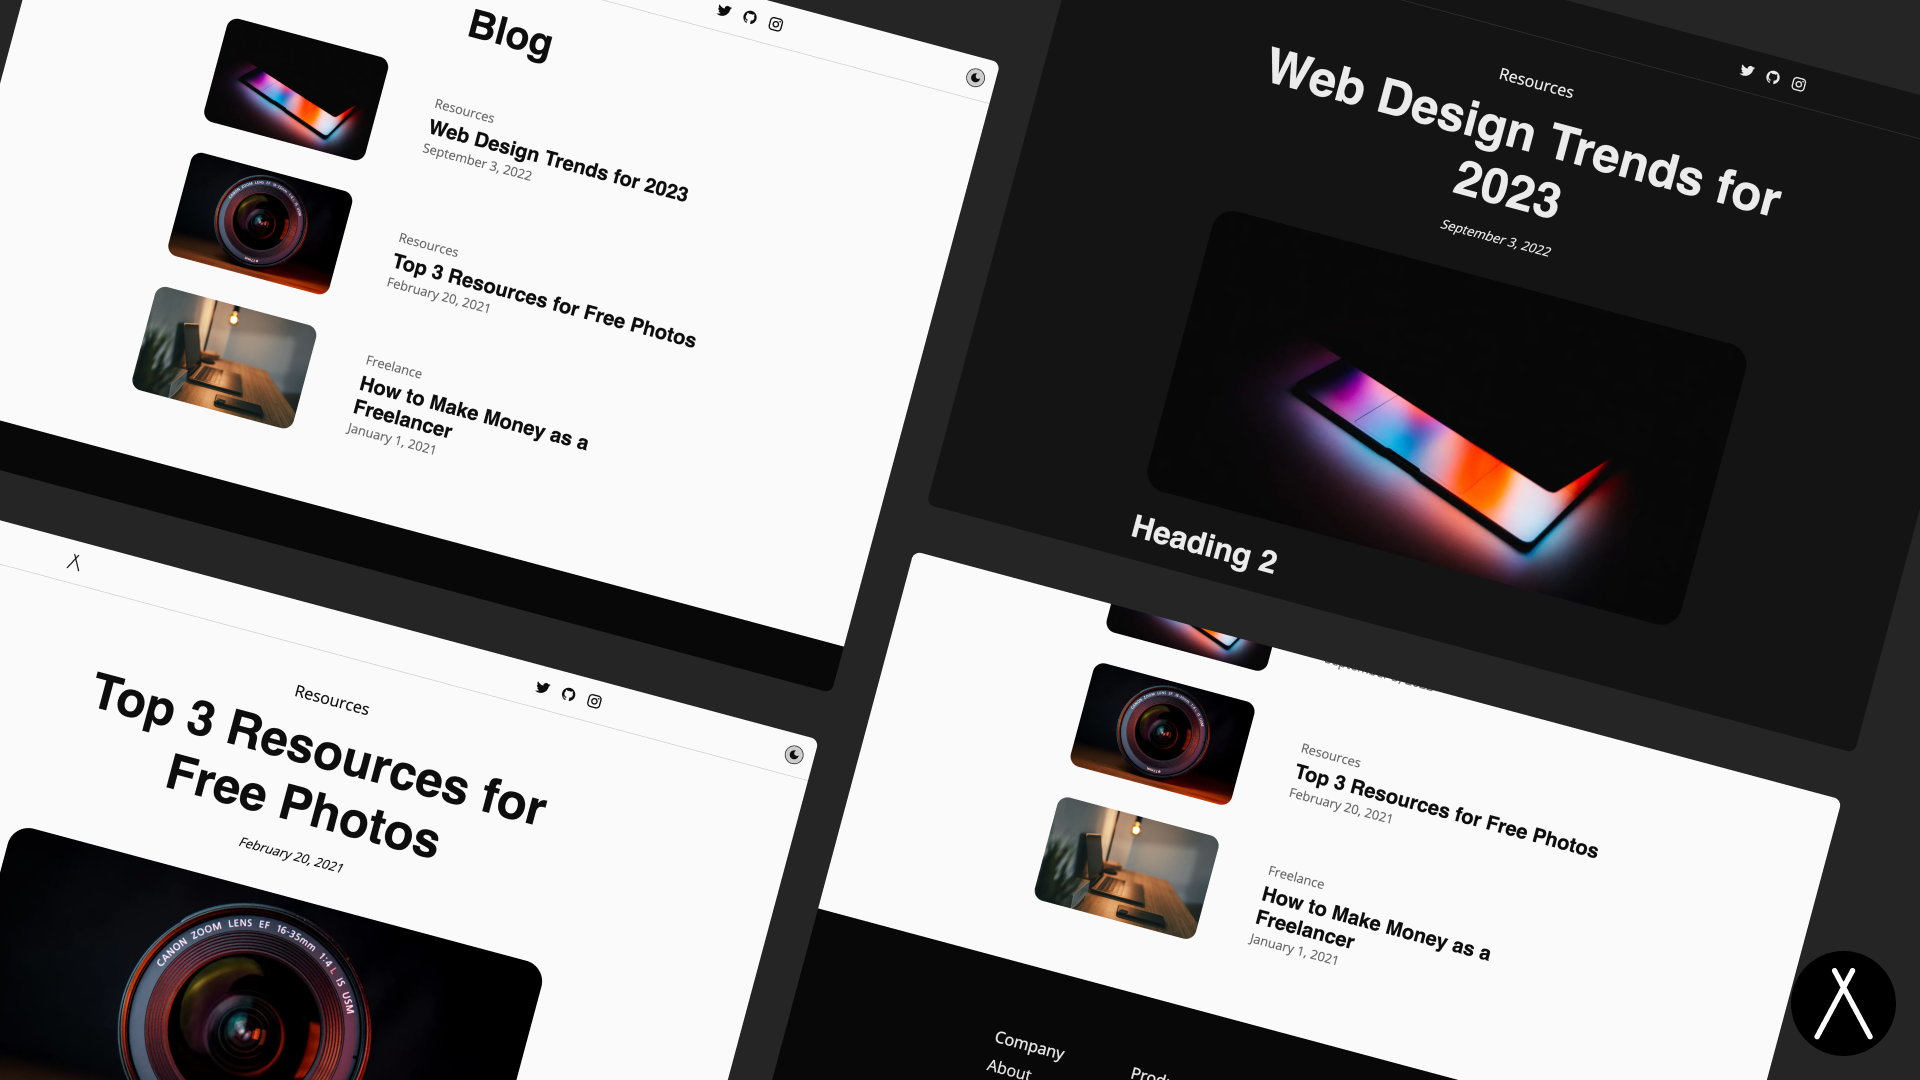 Blog
Resources
Web Design Trends for 2023
September 3, 2022
Resources
Top 3 Resources for Free Photos
February 20, 2021
Freelance
How to Make Money as a
Freelancer
January 1, 2021
Resources
Web Design Trends for
2023
September 3, 2022
Heading 2
Resources
Top 3 Resources for
Free Photos
February 20, 2021
CANON ZOOM LENS EF 16-35mm 1:4 L IS USM
Resources
Top 3 Resources for Free Photos
February 20, 2021
Freelance
How to Make Money as a
Freelancer
January 1, 2021
Company
About